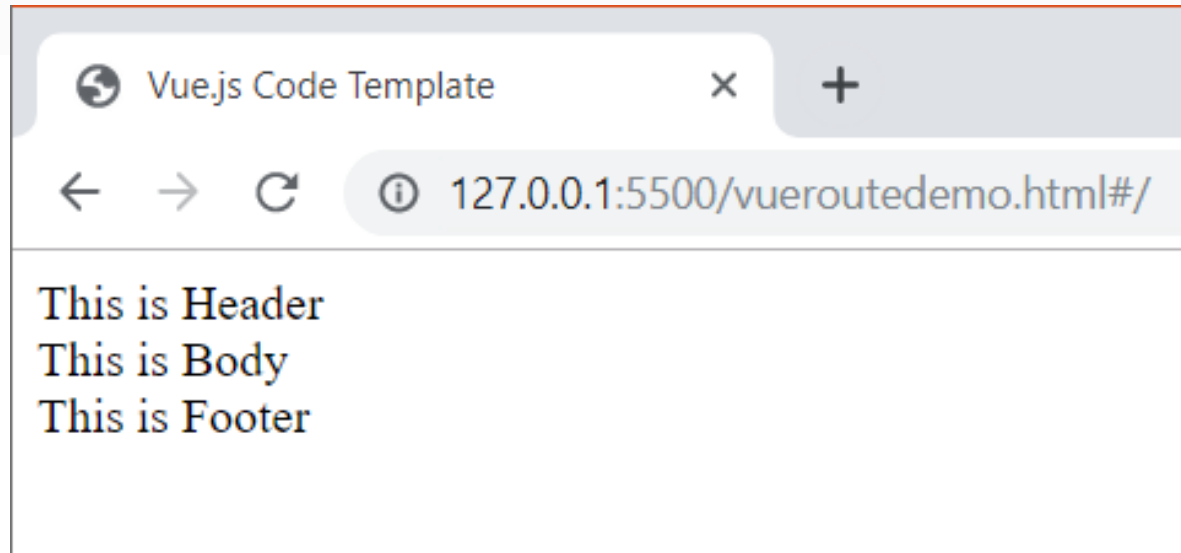 Vue.js Code Template
127.0.0.1:5500/vueroutedemo.html#/
This is Header
This is Body
This is Footer